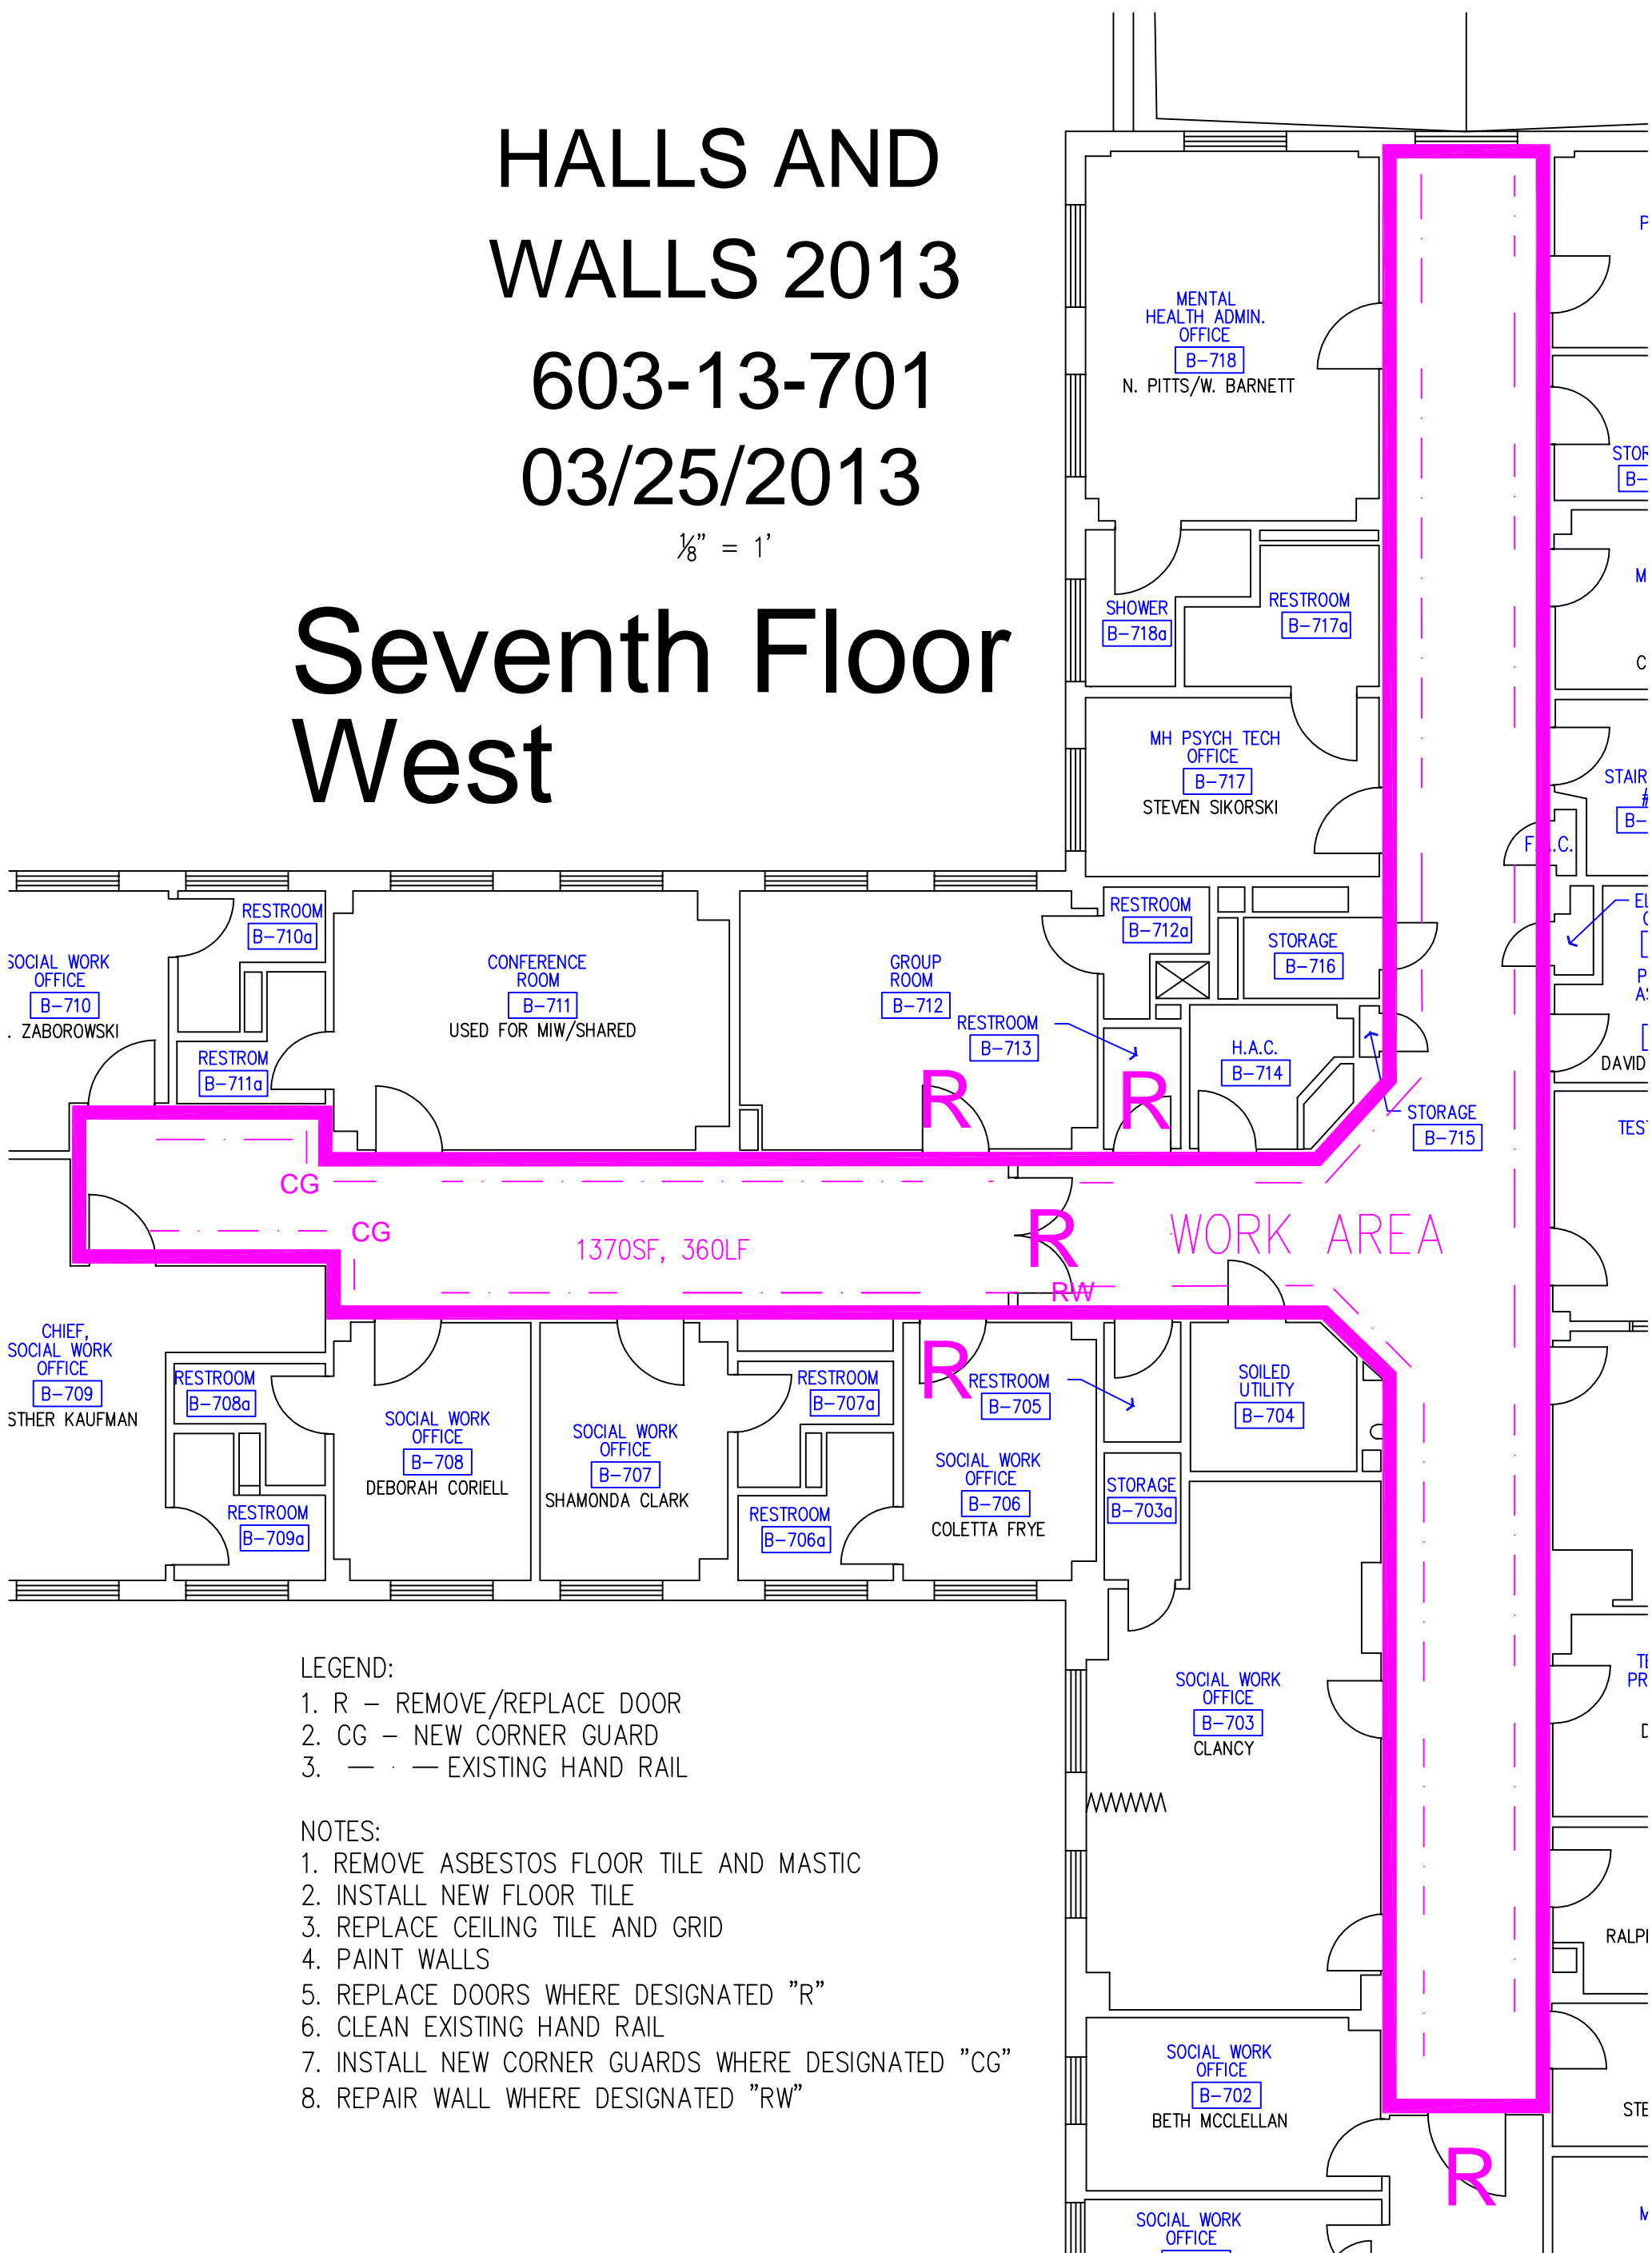 HALLS AND
WALLS 2013
603-13-701
03/25/2013
⅛" = 1'
Seventh Floor
West
MENTAL
HEALTH ADMIN.
OFFICE
B-718
N. PITTS/W. BARNETT
SHOWER
B-718a
RESTROOM
B-717a
MH PSYCH TECH
OFFICE
B-717
STEVEN SIKORSKI
F.A.C.
STAIR
B-
STOR
B-
SOCIAL WORK
OFFICE
B-710
. ZABOROWSKI
RESTROOM
B-710a
RESTROM
B-711a
CONFERENCE
ROOM
B-711
USED FOR MIW/SHARED
GROUP
ROOM
B-712
RESTROOM
B-712a
RESTROOM
B-713
STORAGE
B-716
H.A.C.
B-714
STORAGE
B-715
DAVID
TES
R
R
CG
CG
1370SF, 360LF
R
RW
WORK AREA
R
CHIEF,
SOCIAL WORK
OFFICE
B-709
STHER KAUFMAN
RESTROOM
B-708a
RESTROOM
B-709a
SOCIAL WORK
OFFICE
B-708
DEBORAH CORIELL
SOCIAL WORK
OFFICE
B-707
SHAMONDA CLARK
RESTROOM
B-707a
RESTROOM
B-706a
RESTROOM
B-705
SOCIAL WORK
OFFICE
B-706
COLETTA FRYE
SOILED
UTILITY
B-704
STORAGE
B-703a
SOCIAL WORK
OFFICE
B-703
CLANCY
PR
RALP
SOCIAL WORK
OFFICE
B-702
BETH MCCLELLAN
STE
R
SOCIAL WORK
OFFICE
LEGEND:
1. R – REMOVE/REPLACE DOOR
2. CG – NEW CORNER GUARD
3. — · — EXISTING HAND RAIL
NOTES:
1. REMOVE ASBESTOS FLOOR TILE AND MASTIC
2. INSTALL NEW FLOOR TILE
3. REPLACE CEILING TILE AND GRID
4. PAINT WALLS
5. REPLACE DOORS WHERE DESIGNATED "R"
6. CLEAN EXISTING HAND RAIL
7. INSTALL NEW CORNER GUARDS WHERE DESIGNATED "CG"
8. REPAIR WALL WHERE DESIGNATED "RW"